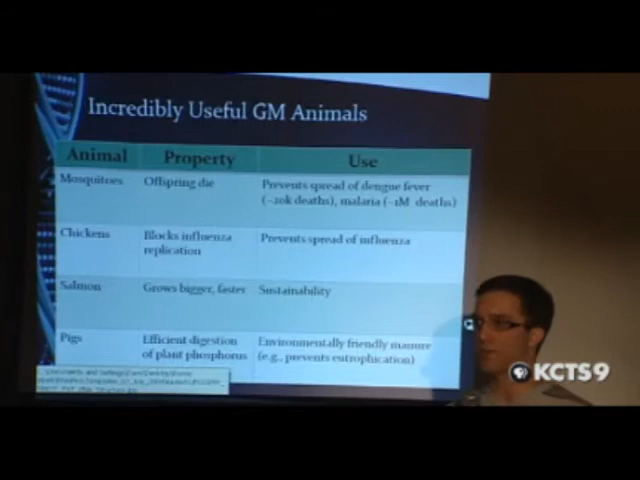 Incredibly Useful GM Animals
Animal Property Use
Mosquitoes Offspring die Prevents spread of dengue fever
(~20k deaths), malaria (~1M deaths)
Chickens Blocks influenza Prevents spread of influenza
replication
Salmon Grows bigger, faster Sustainability
Pigs Efficient digestion Environmentally friendly manure
of plant phosphorus (e.g., prevents eutrophication)
KCTS9